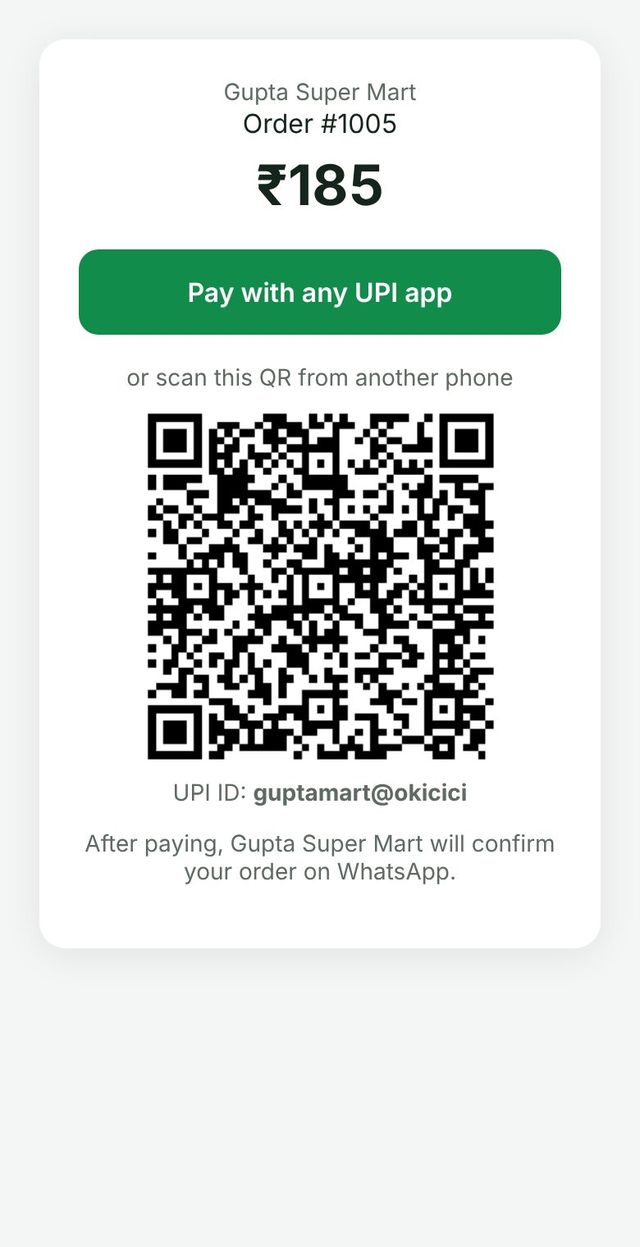 Gupta Super Mart
Order #1005
₹185
Pay with any UPI app
or scan this QR from another phone
UPI ID: guptamart@okicici
After paying, Gupta Super Mart will confirm
your order on WhatsApp.